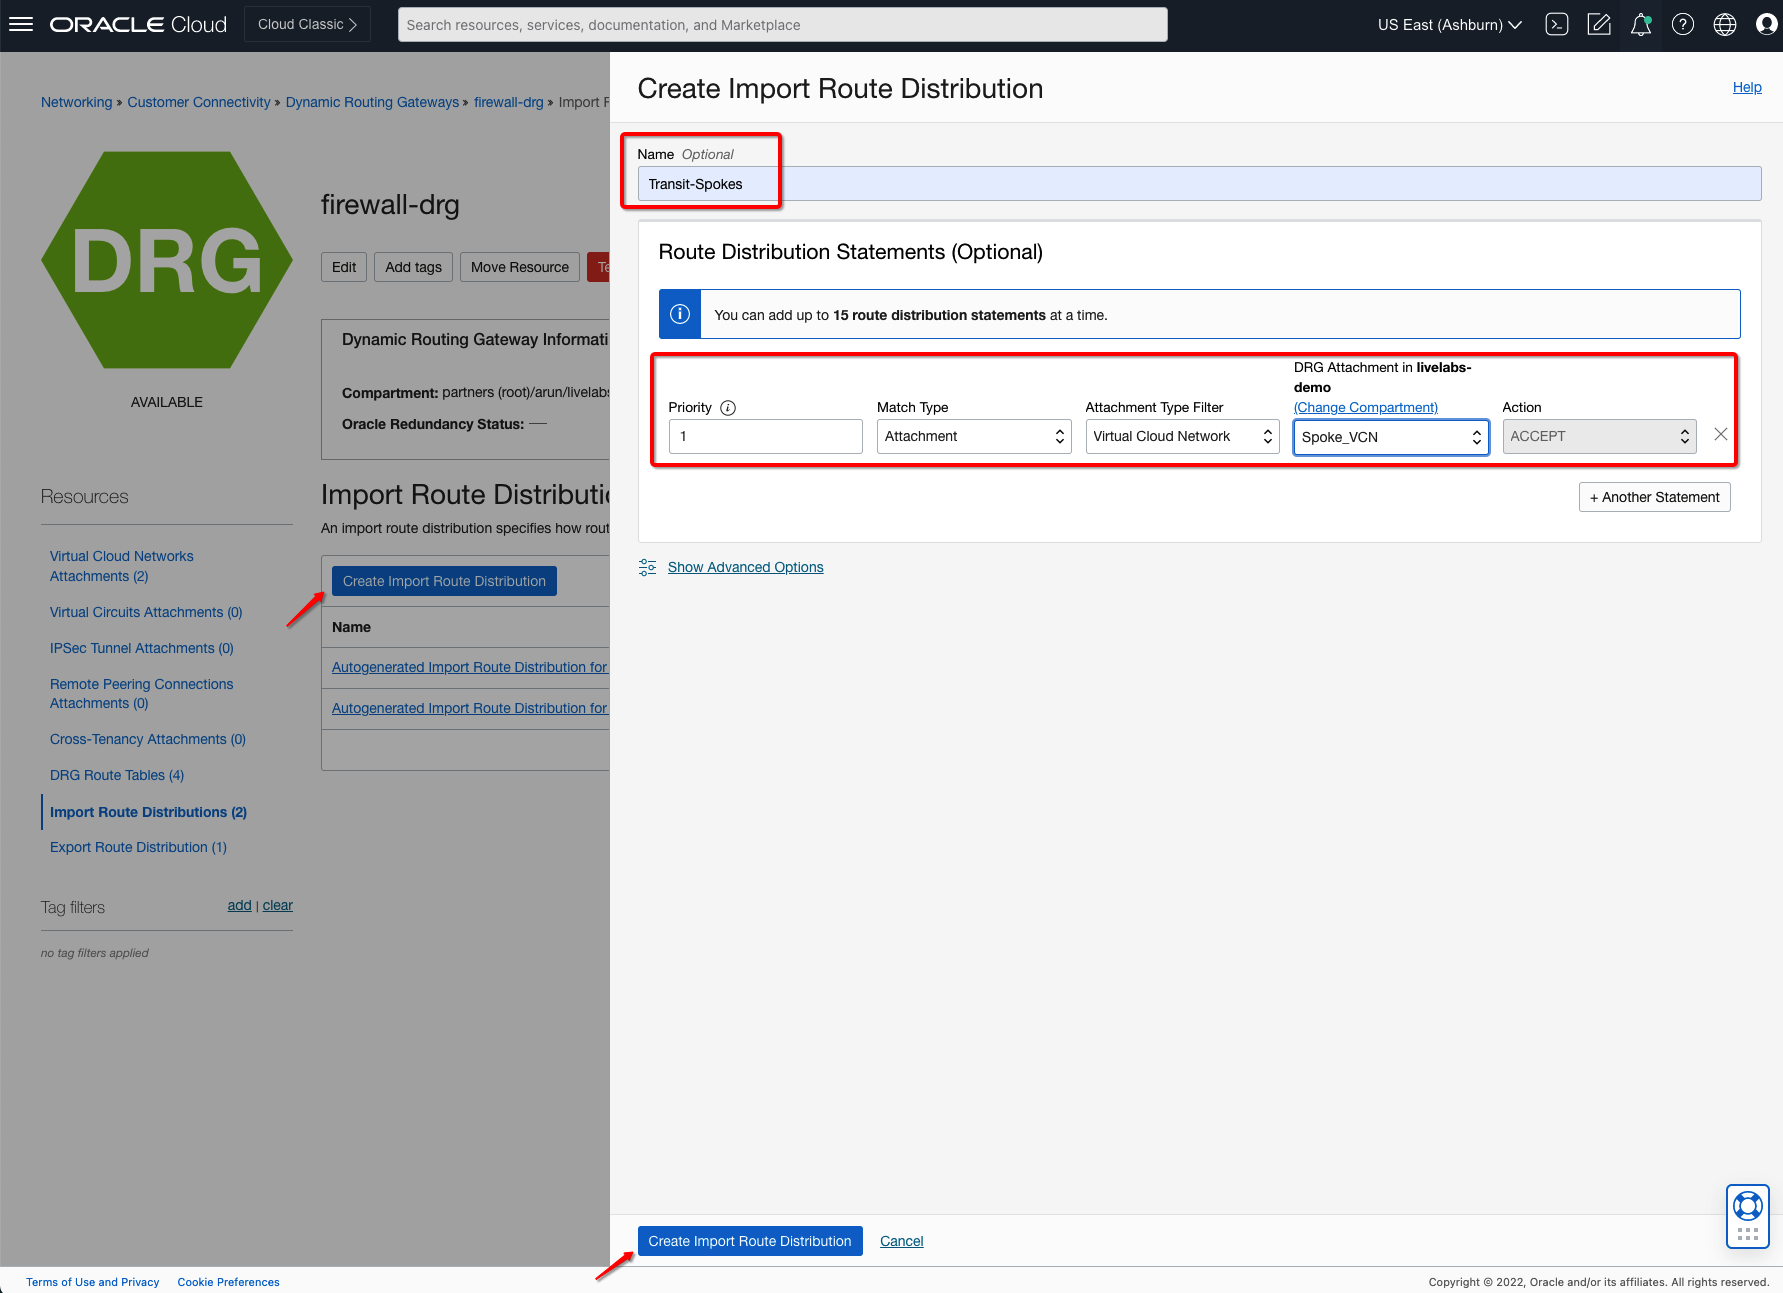 ORACLE Cloud
Cloud Classic
Search resources, services, documentation, and Marketplace
US East (Ashburn)
Networking » Customer Connectivity » Dynamic Routing Gateways » firewall-drg » Import F
DRG
AVAILABLE
firewall-drg
Edit
Add tags
Move Resource
Te
Dynamic Routing Gateway Informati
Compartment: partners (root)/arun/livelabs
Oracle Redundancy Status: —
Resources
Virtual Cloud Networks
Attachments (2)
Virtual Circuits Attachments (0)
IPSec Tunnel Attachments (0)
Remote Peering Connections
Attachments (0)
Cross-Tenancy Attachments (0)
DRG Route Tables (4)
Import Route Distributions (2)
Export Route Distribution (1)
Tag filters
add | clear
no tag filters applied
Import Route Distributio
An import route distribution specifies how rout
Create Import Route Distribution
Name
Autogenerated Import Route Distribution for
Autogenerated Import Route Distribution for
Create Import Route Distribution
Help
Name Optional
Transit-Spokes
Route Distribution Statements (Optional)
You can add up to 15 route distribution statements at a time.
Priority
1
Match Type
Attachment
Attachment Type Filter
Virtual Cloud Network
DRG Attachment in livelabs-
demo
(Change Compartment)
Spoke_VCN
Action
ACCEPT
+ Another Statement
Show Advanced Options
Create Import Route Distribution
Cancel
Terms of Use and Privacy
Cookie Preferences
Copyright © 2022, Oracle and/or its affiliates. All rights reserved.